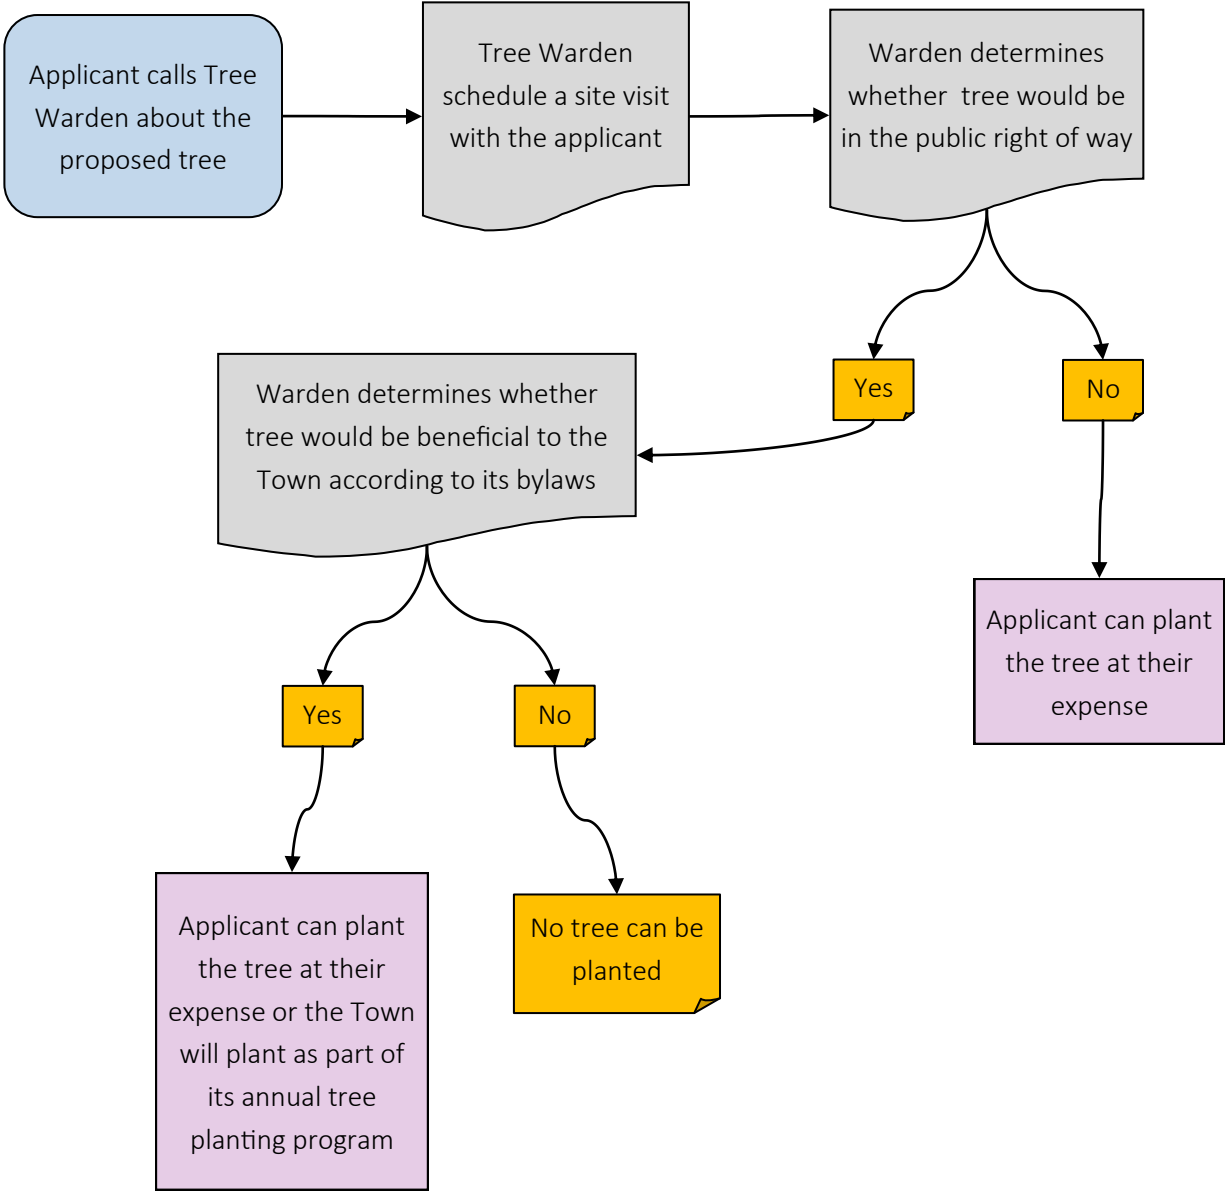 Applicant calls Tree
Warden about the
proposed tree
Tree Warden
schedule a site visit
with the applicant
Warden determines
whether  tree would be
in the public right of way
Yes
No
Warden determines whether
tree would be beneficial to the
Town according to its bylaws
Applicant can plant
the tree at their
expense
Yes
No
Applicant can plant
the tree at their
expense or the Town
will plant as part of
its annual tree
planting program
No tree can be
planted